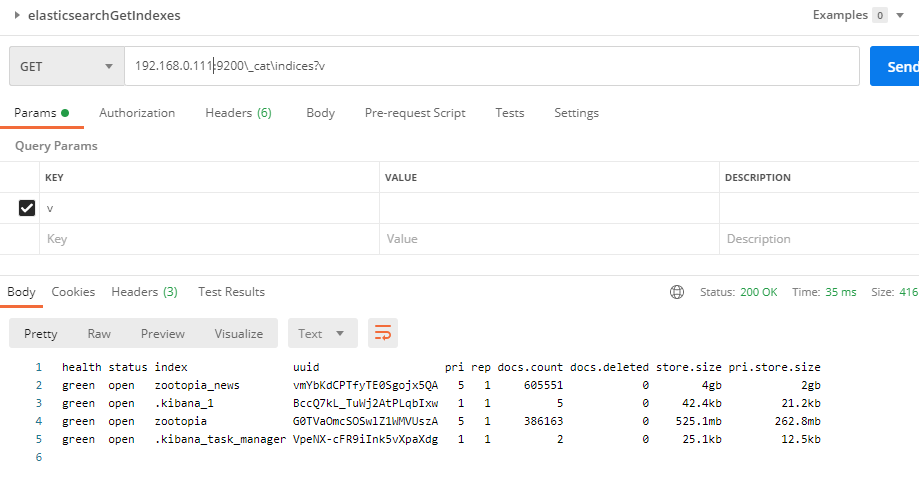 elasticsearchGetIndexes Examples 0
GET 192.168.0.111:9200\_cat\indices?v Send
Params Authorization Headers (6) Body Pre-request Script Tests Settings
Query Params
KEY VALUE DESCRIPTION
v
Key Value Description
Body Cookies Headers (3) Test Results Status: 200 OK Time: 35 ms Size: 416
Pretty Raw Preview Visualize Text
1 health status index uuid pri rep docs.count docs.deleted store.size pri.store.size
2 green open zootopia_news vmYbKdCPTfyTE0Sgojx5QA 5 1 605551 0 4gb 2gb
3 green open .kibana_1 BccQ7kL_TuWj2AtPLqbIxw 1 1 5 0 42.4kb 21.2kb
4 green open zootopia G0TVaOmcSOSwlZ1WMVUszA 5 1 386163 0 525.1mb 262.8mb
5 green open .kibana_task_manager VpeNX-cFR9iInk5vXpaXdg 1 1 2 0 25.1kb 12.5kb
6